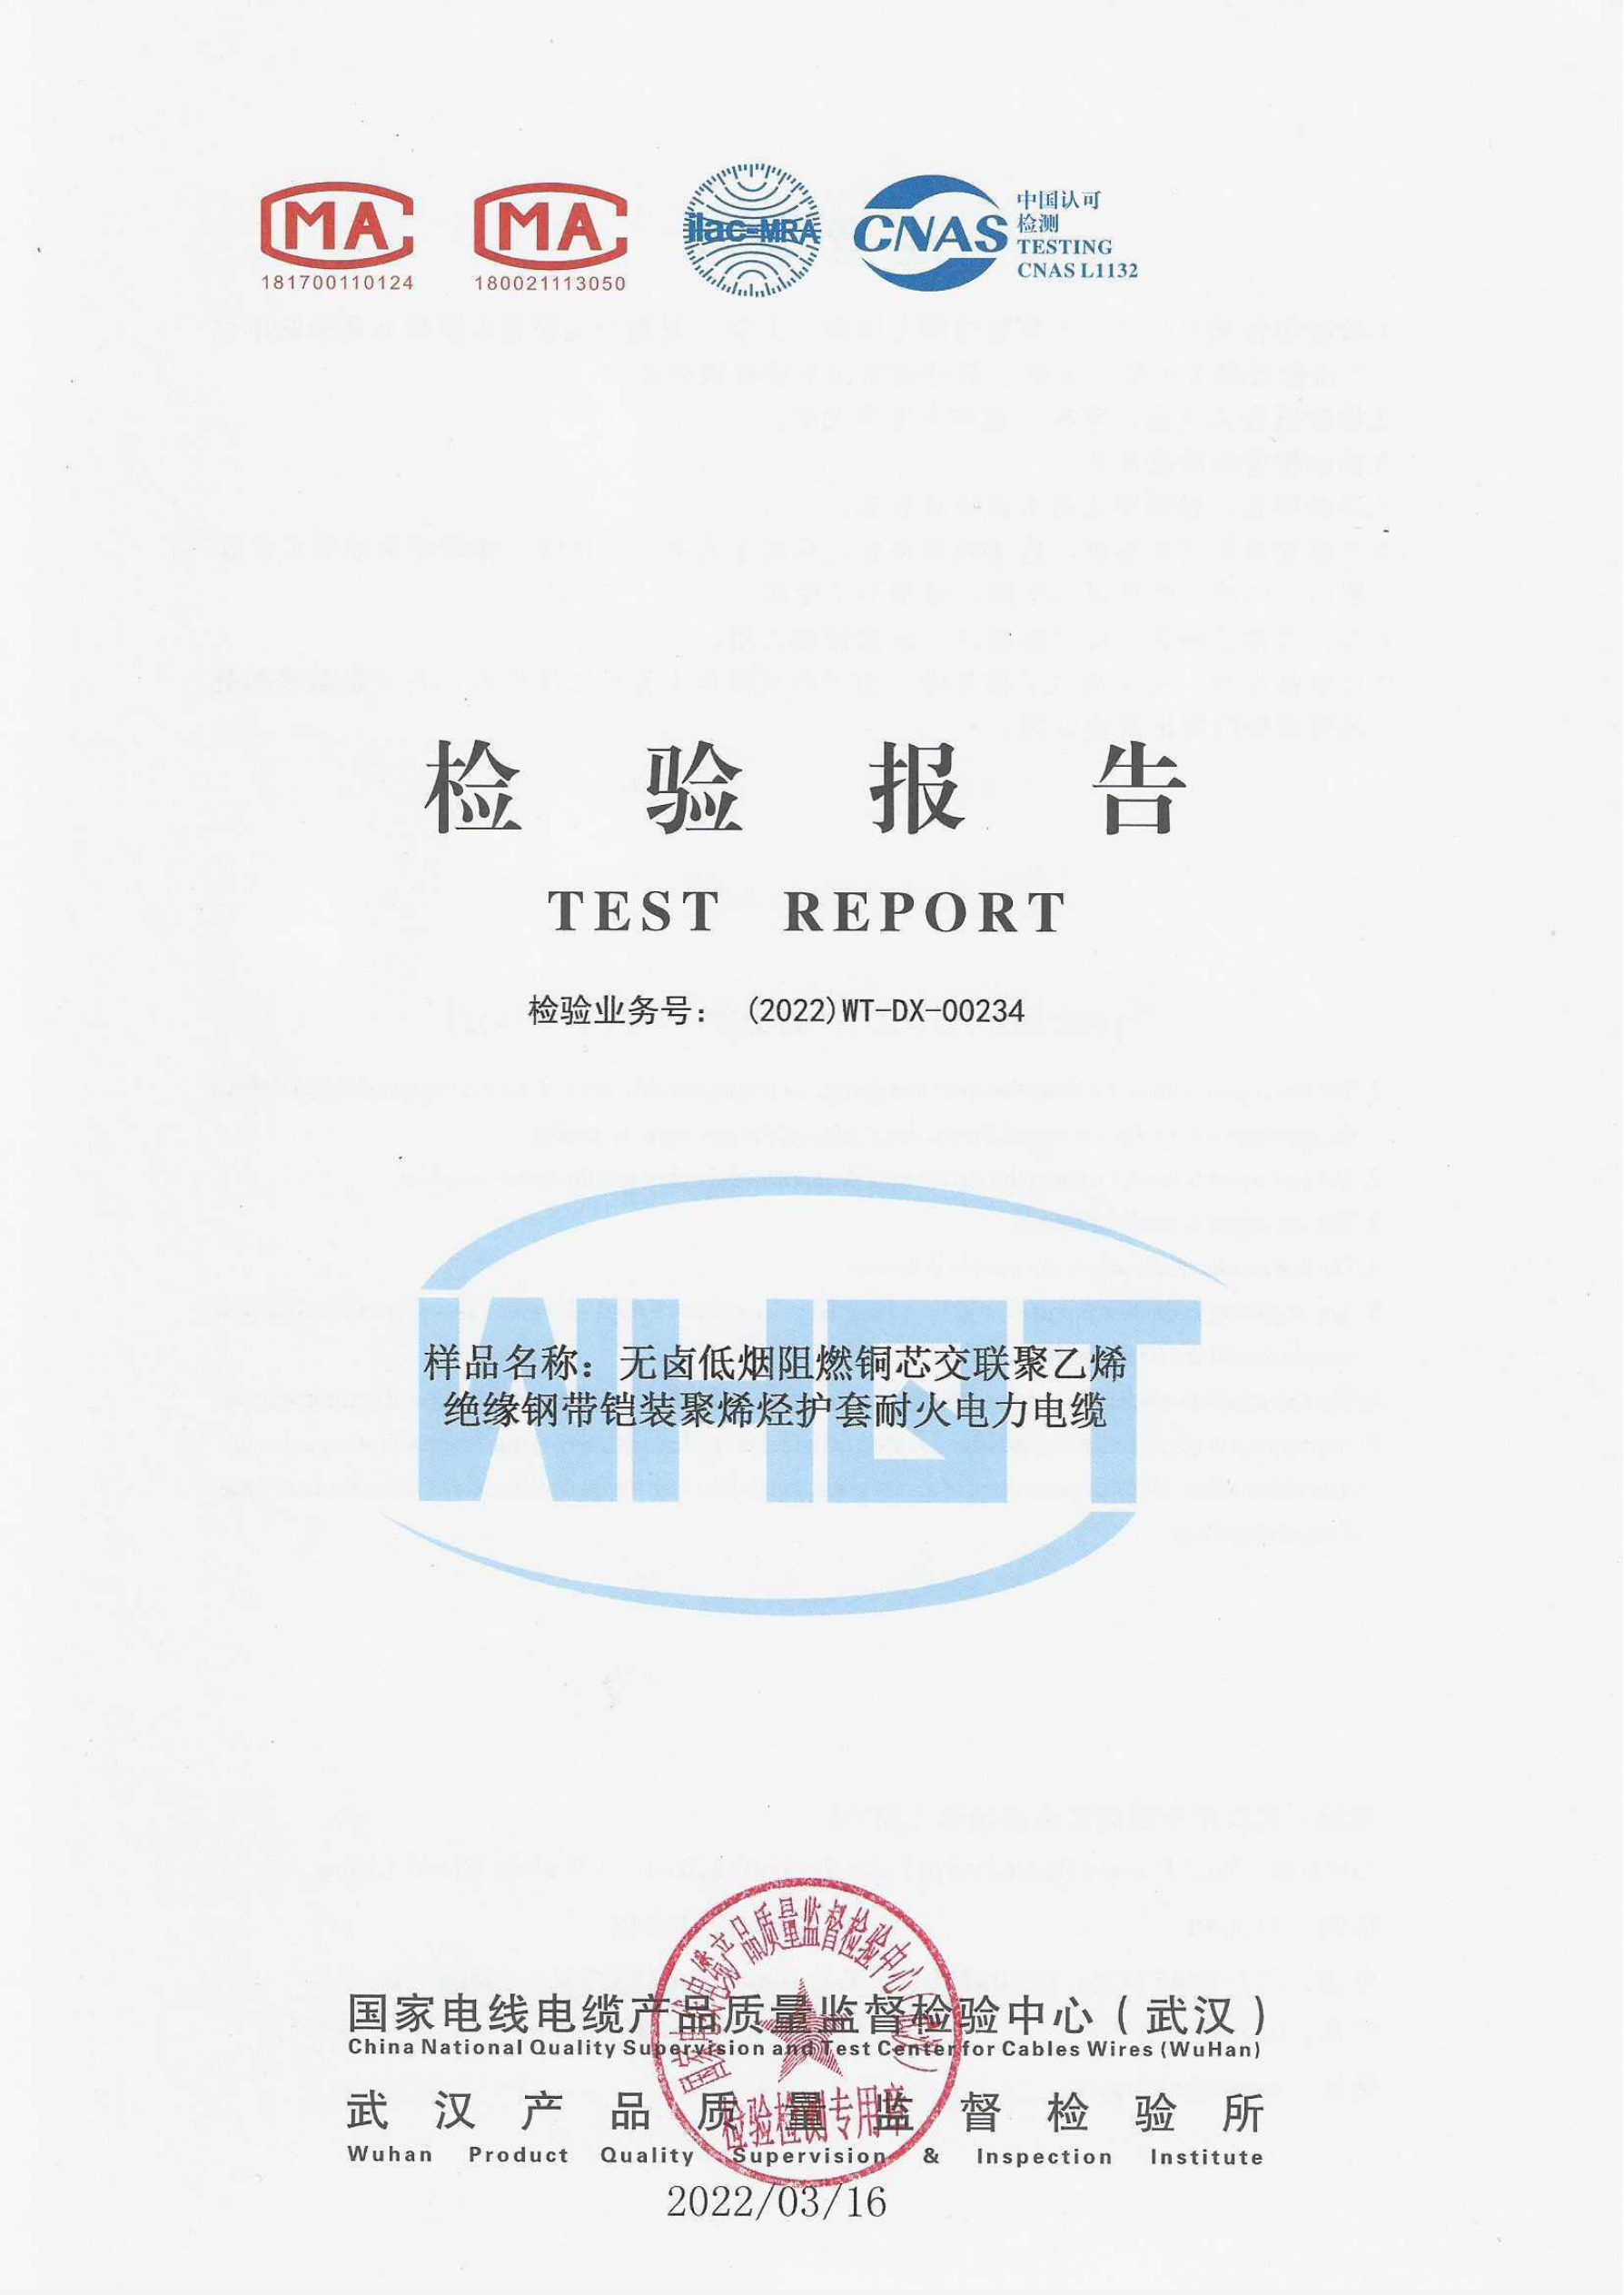 MA
181700110124
MA
180021113050
ilac-MRA
CNAS
中国认可
检测
TESTING
CNAS L1132
检验报告
TEST REPORT
检验业务号： (2022)WT-DX-00234
WHQT
样品名称：无卤低烟阻燃铜芯交联聚乙烯
绝缘钢带铠装聚烯烃护套耐火电力电缆
国家电线电缆产品质量监督检验中心（武汉）
China National Quality Supervision and Test Center for Cables Wires (WuHan)
武汉产品质量监督检验所
Wuhan Product Quality Supervision & Inspection Institute
2022/03/16
国家电线电缆产品质量监督检验中心（武汉）
检验检测专用章